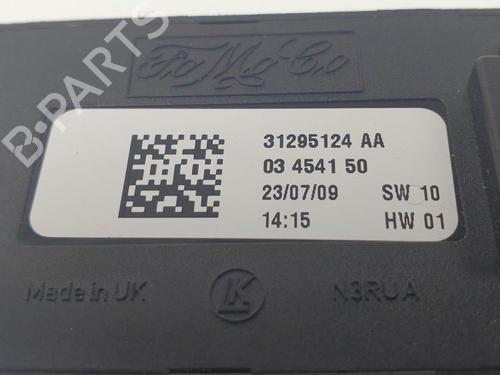 FoMoCo
31295124 AA
03 4541 50
23/07/09 SW 10
14:15 HW 01
Made in UK LK N3RUA
B-PARTS